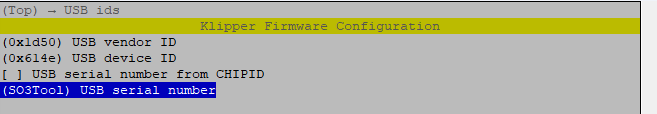 (Top) → USB ids
Klipper Firmware Configuration
(0x1d50) USB vendor ID
(0x614e) USB device ID
[ ] USB serial number from CHIPID
(SO3Tool) USB serial number